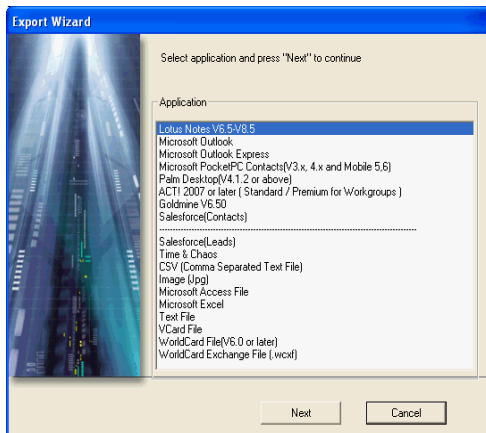 Export Wizard
Select application and press "Next" to continue
Application
Lotus Notes V6.5-V8.5
Microsoft Outlook
Microsoft Outlook Express
Microsoft PocketPC Contacts(V3.x, 4.x and Mobile 5,6)
Palm Desktop(V4.1.2 or above)
ACT! 2007 or later ( Standard / Premium for Workgroups )
Goldmine V6.50
Salesforce(Contacts)
--------------------------------------------------------------------------------
Salesforce(Leads)
Time & Chaos
CSV (Comma Separated Text File)
Image (Jpg)
Microsoft Access File
Microsoft Excel
Text File
VCard File
WorldCard File(V6.0 or later)
WorldCard Exchange File (.wcxf)
Next
Cancel